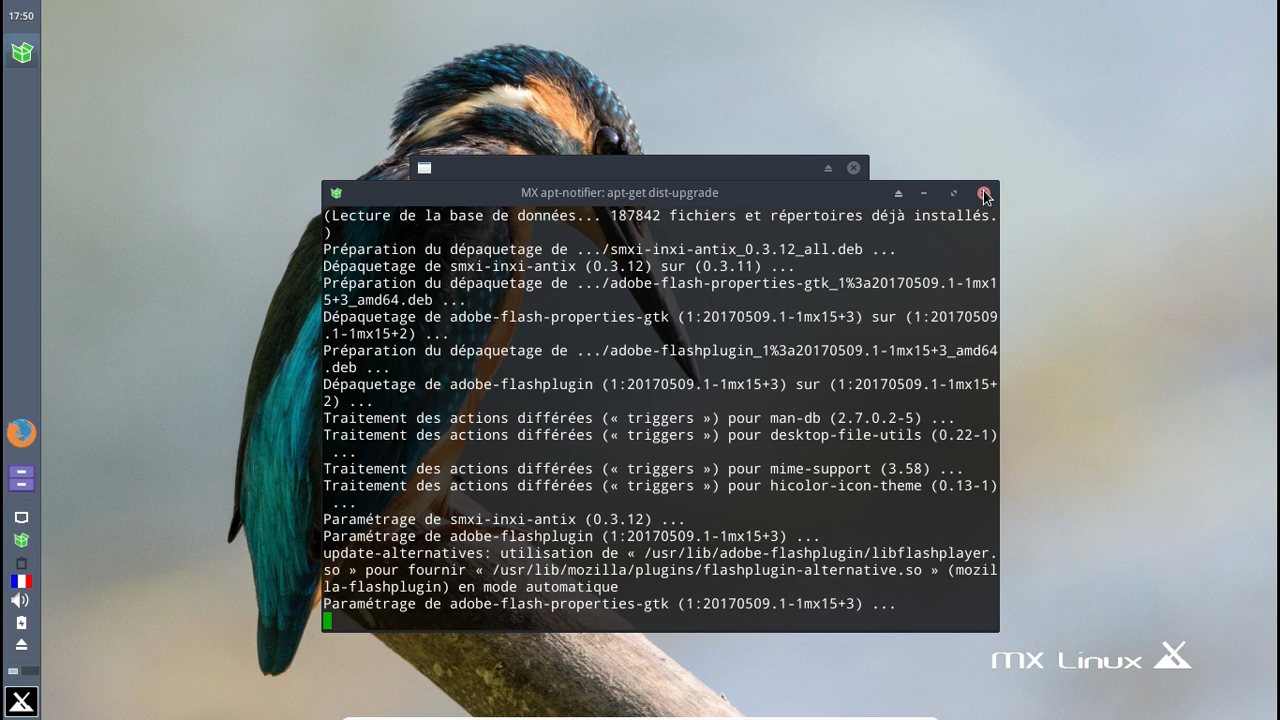 17:50
MX apt-notifier: apt-get dist-upgrade
(Lecture de la base de données... 187842 fichiers et répertoires déjà installés.
)
Préparation du dépaquetage de .../smxi-inxi-antix_0.3.12_all.deb ...
Dépaquetage de smxi-inxi-antix (0.3.12) sur (0.3.11) ...
Préparation du dépaquetage de .../adobe-flash-properties-gtk_1%3a20170509.1-1mx1
5+3_amd64.deb ...
Dépaquetage de adobe-flash-properties-gtk (1:20170509.1-1mx15+3) sur (1:20170509
.1-1mx15+2) ...
Préparation du dépaquetage de .../adobe-flashplugin_1%3a20170509.1-1mx15+3_amd64
.deb ...
Dépaquetage de adobe-flashplugin (1:20170509.1-1mx15+3) sur (1:20170509.1-1mx15+
2) ...
Traitement des actions différées (« triggers ») pour man-db (2.7.0.2-5) ...
Traitement des actions différées (« triggers ») pour desktop-file-utils (0.22-1)
...
Traitement des actions différées (« triggers ») pour mime-support (3.58) ...
Traitement des actions différées (« triggers ») pour hicolor-icon-theme (0.13-1)
...
Paramétrage de smxi-inxi-antix (0.3.12) ...
Paramétrage de adobe-flashplugin (1:20170509.1-1mx15+3) ...
update-alternatives: utilisation de « /usr/lib/adobe-flashplugin/libflashplayer.
so » pour fournir « /usr/lib/mozilla/plugins/flashplugin-alternative.so » (mozil
la-flashplugin) en mode automatique
Paramétrage de adobe-flash-properties-gtk (1:20170509.1-1mx15+3) ...
MX Linux